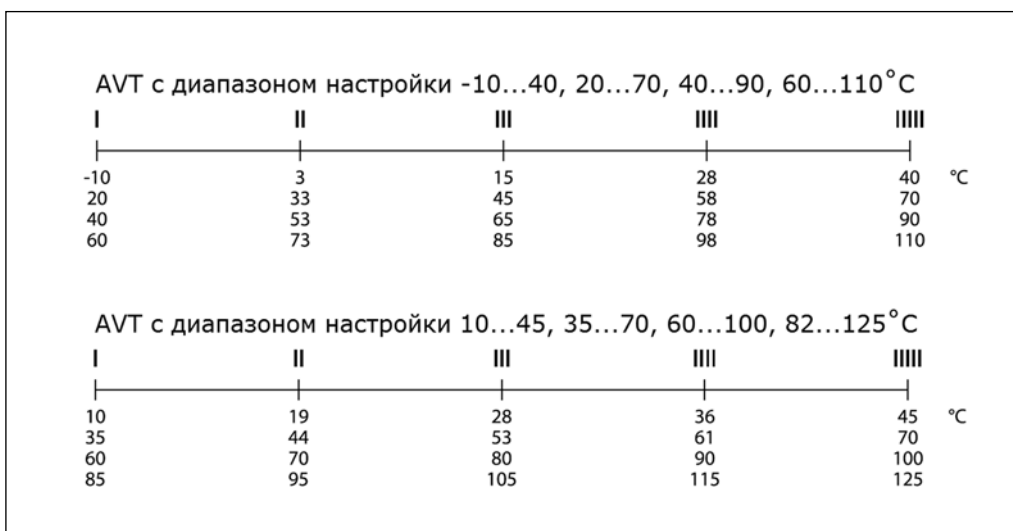 AVT с диапазоном настройки -10...40, 20...70, 40...90, 60...110°C
I II III IIII IIIII
-10 3 15 28 40 °C
20 33 45 58 70
40 53 65 78 90
60 73 85 98 110
AVT с диапазоном настройки 10...45, 35...70, 60...100, 82...125°C
I II III IIII IIIII
10 19 28 36 45 °C
35 44 53 61 70
60 70 80 90 100
85 95 105 115 125